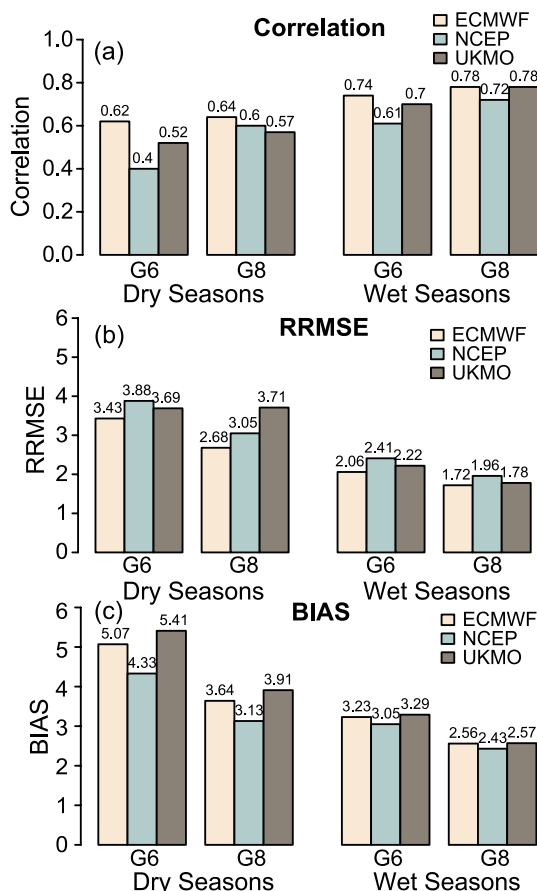 (a)
Correlation
ECMWF
NCEP
UKMO
Correlation
1.0
0.8
0.6
0.4
0.2
0.0
0.62
0.4
0.52
0.64
0.6
0.57
0.74
0.61
0.7
0.78
0.72
0.78
G6 G8 G6 G8
Dry Seasons Wet Seasons
(b)
RRMSE
ECMWF
NCEP
UKMO
RRMSE
6
5
4
3
2
1
0
3.43
3.88
3.69
2.68
3.05
3.71
2.06
2.41
2.22
1.72
1.96
1.78
G6 G8 G6 G8
Dry Seasons Wet Seasons
(c)
BIAS
ECMWF
NCEP
UKMO
BIAS
6
5
4
3
2
1
0
5.07
4.33
5.41
3.64
3.13
3.91
3.23
3.05
3.29
2.56
2.43
2.57
G6 G8 G6 G8
Dry Seasons Wet Seasons